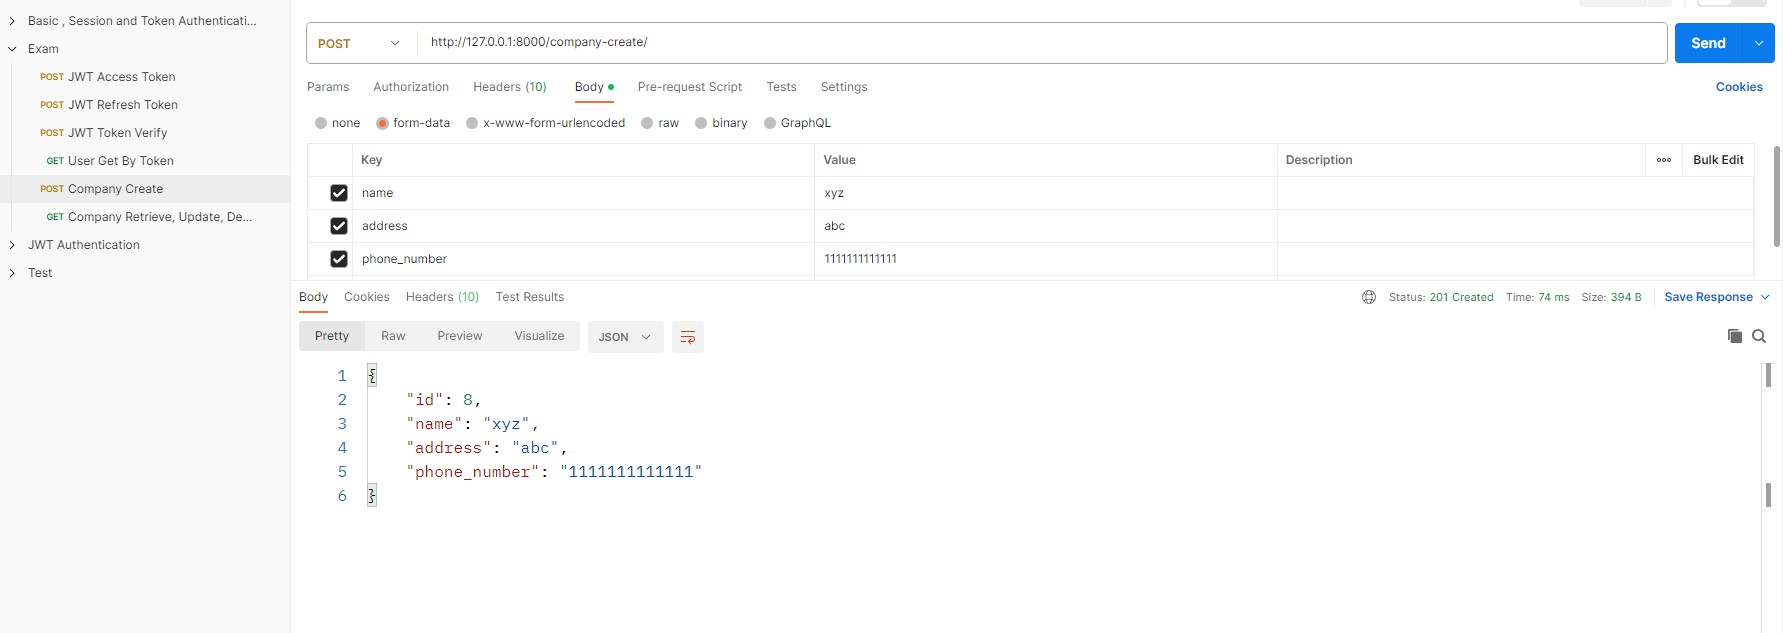 Basic , Session and Token Authenticati...
Exam
POST JWT Access Token
POST JWT Refresh Token
POST JWT Token Verify
GET User Get By Token
POST Company Create
GET Company Retrieve, Update, De...
JWT Authentication
Test
POST http://127.0.0.1:8000/company-create/ Send
Params Authorization Headers (10) Body Pre-request Script Tests Settings Cookies
none form-data x-www-form-urlencoded raw binary GraphQL
Key Value Description ooo Bulk Edit
name xyz
address abc
phone_number 1111111111111
Body Cookies Headers (10) Test Results Status: 201 Created Time: 74 ms Size: 394 B Save Response
Pretty Raw Preview Visualize JSON
1 {
2 "id": 8,
3 "name": "xyz",
4 "address": "abc",
5 "phone_number": "1111111111111"
6 }